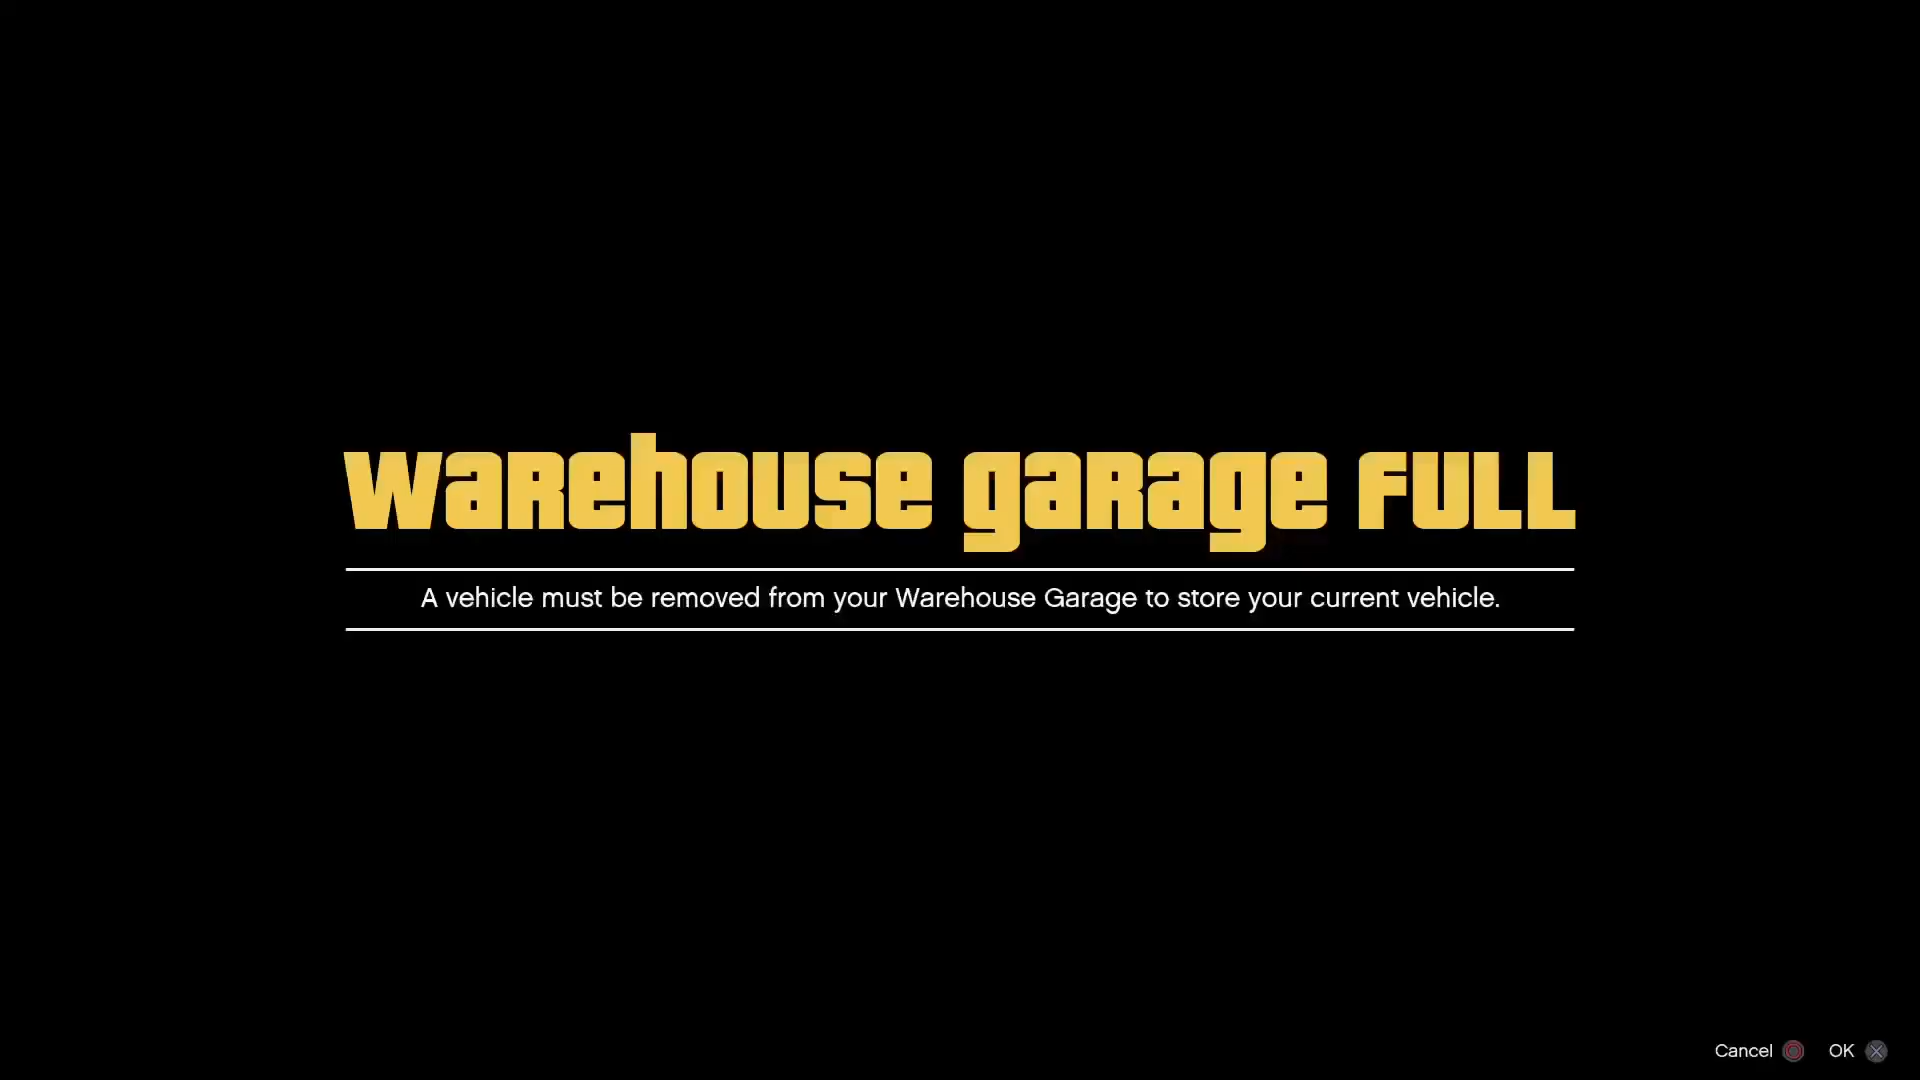 warehouse garage FULL
A vehicle must be removed from your Warehouse Garage to store your current vehicle.
Cancel OK